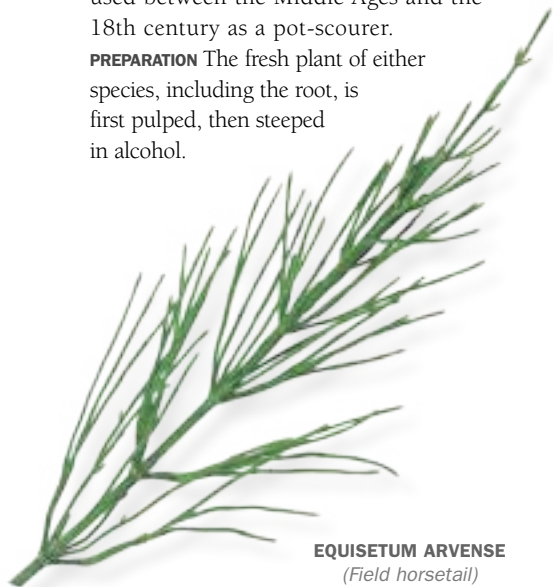 used between the Middle Ages and the
18th century as a pot-scourer.
PREPARATION The fresh plant of either
species, including the root, is
first pulped, then steeped
in alcohol.
EQUISETUM ARVENSE
(Field horsetail)